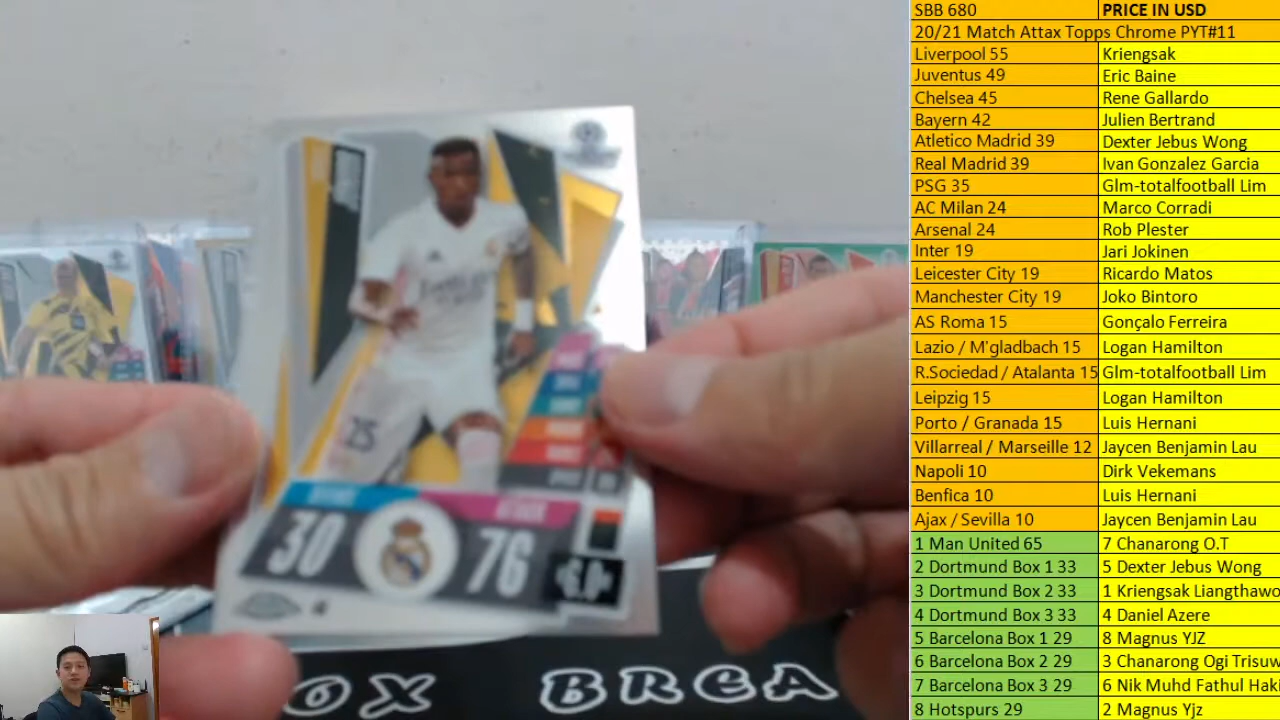 SBB 680 PRICE IN USD
20/21 Match Attax Topps Chrome PYT#11
Liverpool 55 Kriengsak
Juventus 49 Eric Baine
Chelsea 45 Rene Gallardo
Bayern 42 Julien Bertrand
Atletico Madrid 39 Dexter Jebus Wong
Real Madrid 39 Ivan Gonzalez Garcia
PSG 35 Glm-totalfootball Lim
AC Milan 24 Marco Corradi
Arsenal 24 Rob Plester
Inter 19 Jari Jokinen
Leicester City 19 Ricardo Matos
Manchester City 19 Joko Bintoro
AS Roma 15 Gonçalo Ferreira
Lazio / M'gladbach 15 Logan Hamilton
R.Sociedad / Atalanta 15 Glm-totalfootball Lim
Leipzig 15 Logan Hamilton
Porto / Granada 15 Luis Hernani
Villarreal / Marseille 12 Jaycen Benjamin Lau
Napoli 10 Dirk Vekemans
Benfica 10 Luis Hernani
Ajax / Sevilla 10 Jaycen Benjamin Lau
1 Man United 65 7 Chanarong O.T
2 Dortmund Box 1 33 5 Dexter Jebus Wong
3 Dortmund Box 2 33 1 Kriengsak Liangthawo
4 Dortmund Box 3 33 4 Daniel Azere
5 Barcelona Box 1 29 8 Magnus YJZ
6 Barcelona Box 2 29 3 Chanarong Ogi Trisuw
7 Barcelona Box 3 29 6 Nik Muhd Fathul Haki
8 Hotspurs 29 2 Magnus Yjz
25
DEFENCE ATTACK
30 76
OX BREA